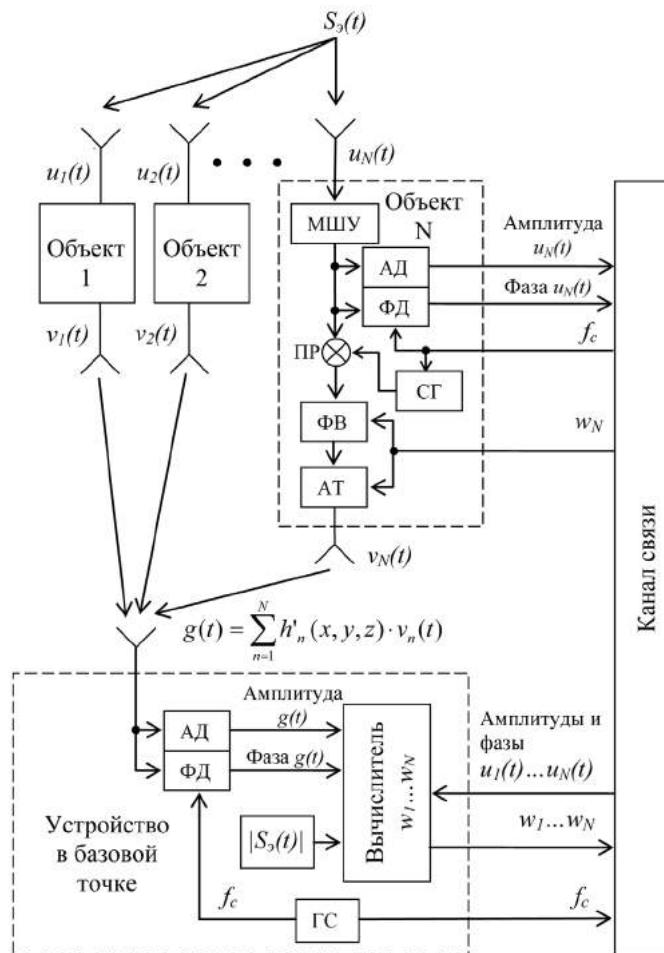 Sэ(t)
u1(t)
u2(t)
uN(t)
Объект
1
Объект
2
Объект
N
МШУ
АД
ФД
Амплитуда
uN(t)
Фаза uN(t)
fc
v1(t)
v2(t)
ПР
СГ
ФВ
wN
АТ
vN(t)
Канал связи
g(t) = ∑_{n=1}^{N} h'n (x, y, z) · vn(t)
Амплитуда
g(t)
АД
ФД
Фаза g(t)
Вычислитель
w1...wN
Амплитуды и
фазы
u1(t)...uN(t)
w1...wN
Устройство
в базовой
точке
|Sэ(t)|
fc
ГС
fc